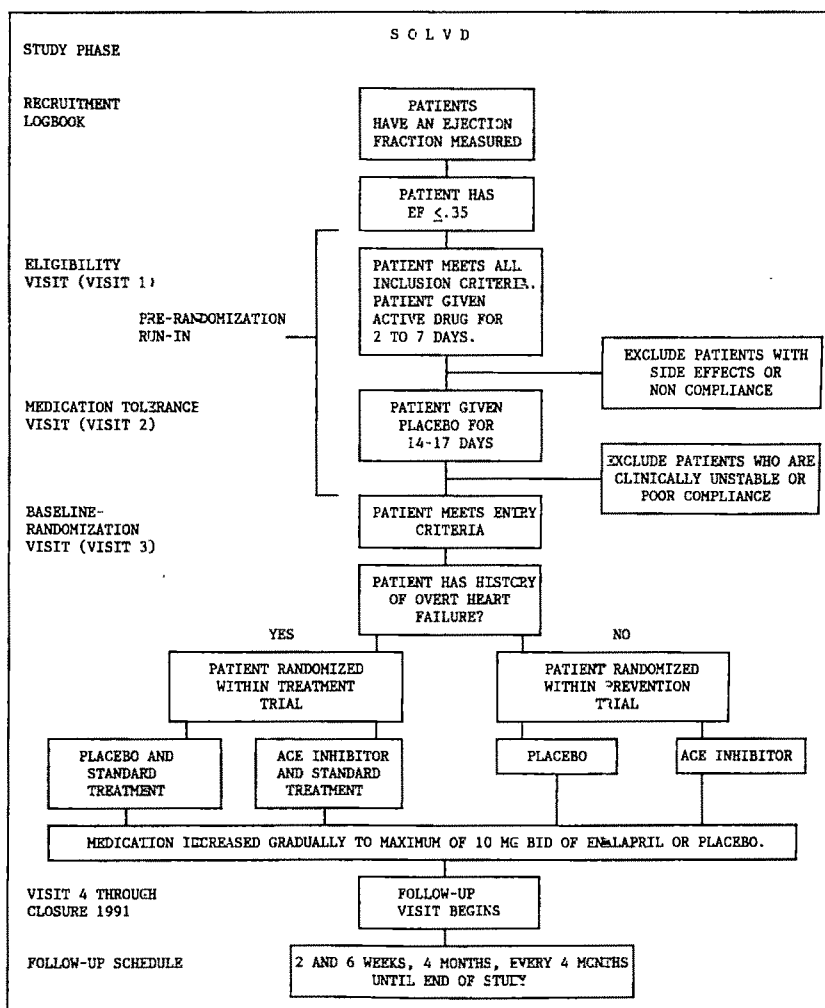 S O L V D
STUDY PHASE
RECRUITMENT
LOGBOOK
PATIENTS
HAVE AN EJECTION
FRACTION MEASURED
PATIENT HAS
EF ≤.35
ELIGIBILITY
VISIT (VISIT 1)
PATIENT MEETS ALL
INCLUSION CRITERIA.
PATIENT GIVEN
ACTIVE DRUG FOR
2 TO 7 DAYS.
PRE-RANDOMIZATION
RUN-IN
EXCLUDE PATIENTS WITH
SIDE EFFECTS OR
NON COMPLIANCE
MEDICATION TOLERANCE
VISIT (VISIT 2)
PATIENT GIVEN
PLACEBO FOR
14-17 DAYS
EXCLUDE PATIENTS WHO ARE
CLINICALLY UNSTABLE OR
POOR COMPLIANCE
BASELINE-
RANDOMIZATION
VISIT (VISIT 3)
PATIENT MEETS ENTRY
CRITERIA
PATIENT HAS HISTORY
OF OVERT HEART
FAILURE?
YES
NO
PATIENT RANDOMIZED
WITHIN TREATMENT
TRIAL
PATIENT RANDOMIZED
WITHIN PREVENTION
TRIAL
PLACEBO AND
STANDARD
TREATMENT
ACE INHIBITOR
AND STANDARD
TREATMENT
PLACEBO
ACE INHIBITOR
MEDICATION INCREASED GRADUALLY TO MAXIMUM OF 10 MG BID OF ENALAPRIL OR PLACEBO.
VISIT 4 THROUGH
CLOSURE 1991
FOLLOW-UP
VISIT BEGINS
FOLLOW-UP SCHEDULE
2 AND 6 WEEKS, 4 MONTHS, EVERY 4 MONTHS
UNTIL END OF STUDY